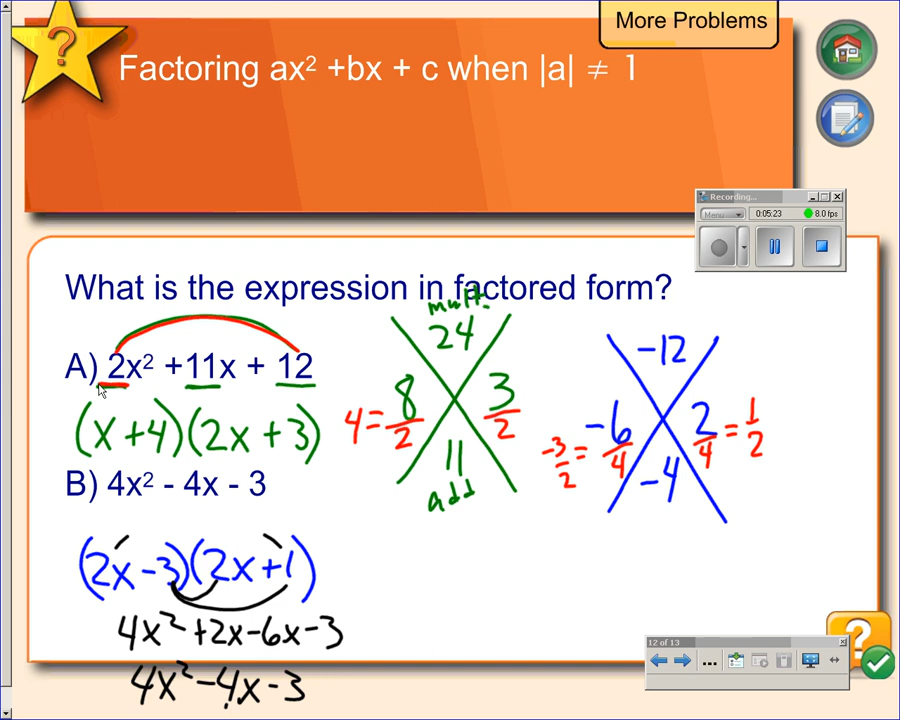 More Problems
?
Factoring ax² +bx + c when |a| ≠ 1
Recording...
Menu
0:05:23
8.0 fps
What is the expression in factored form?
mult.
24
A) 2x² +11x + 12
8/2
4 =
3/2
11
add
(x + 4)(2x + 3)
-12
-6/4
-3/2 =
2/4 = 1/2
-4
B) 4x² - 4x - 3
(2x - 3)(2x + 1)
4x² + 2x - 6x - 3
4x² - 4x - 3
12 of 13
...
?